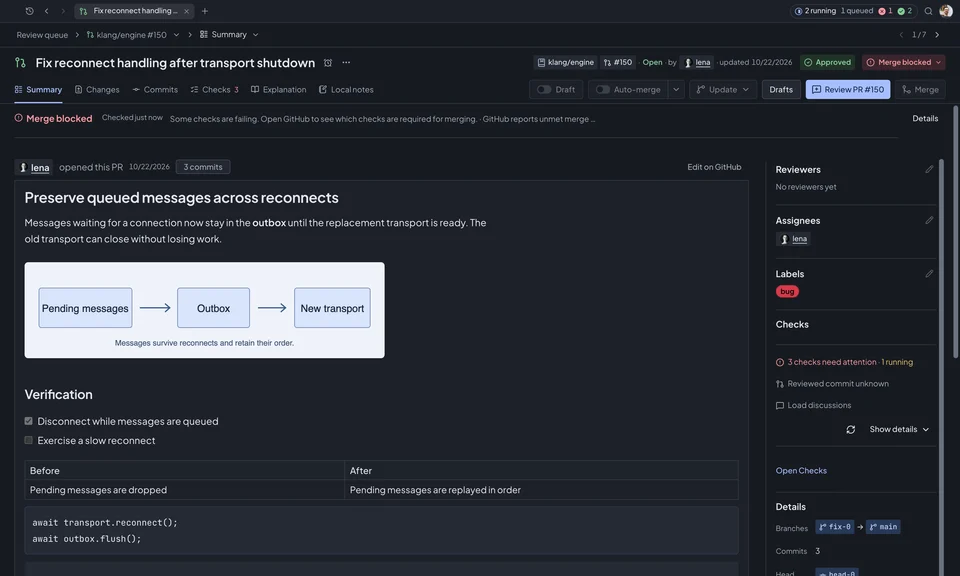 Fix reconnect handling ...
2 running 1 queued 1 2
Review queue klang/engine #150 Summary 1/7
Fix reconnect handling after transport shutdown
klang/engine #150 · Open · by lena · updated 10/22/2026 Approved Merge blocked
Summary Changes Commits Checks 3 Explanation Local notes
Draft Auto-merge Update Drafts Review PR #150 Merge
Merge blocked Checked just now Some checks are failing. Open GitHub to see which checks are required for merging. · GitHub reports unmet merge ... Details
lena opened this PR 10/22/2026 3 commits Edit on GitHub
Preserve queued messages across reconnects
Messages waiting for a connection now stay in the outbox until the replacement transport is ready. The
old transport can close without losing work.
Pending messages Outbox New transport
Messages survive reconnects and retain their order.
Verification
Disconnect while messages are queued
Exercise a slow reconnect
Before After
Pending messages are dropped Pending messages are replayed in order
await transport.reconnect();
await outbox.flush();
Reviewers
No reviewers yet
Assignees
lena
Labels
bug
Checks
3 checks need attention · 1 running
Reviewed commit unknown
Load discussions
Show details
Open Checks
Details
Branches fix-0 → main
Commits 3
Head head-0